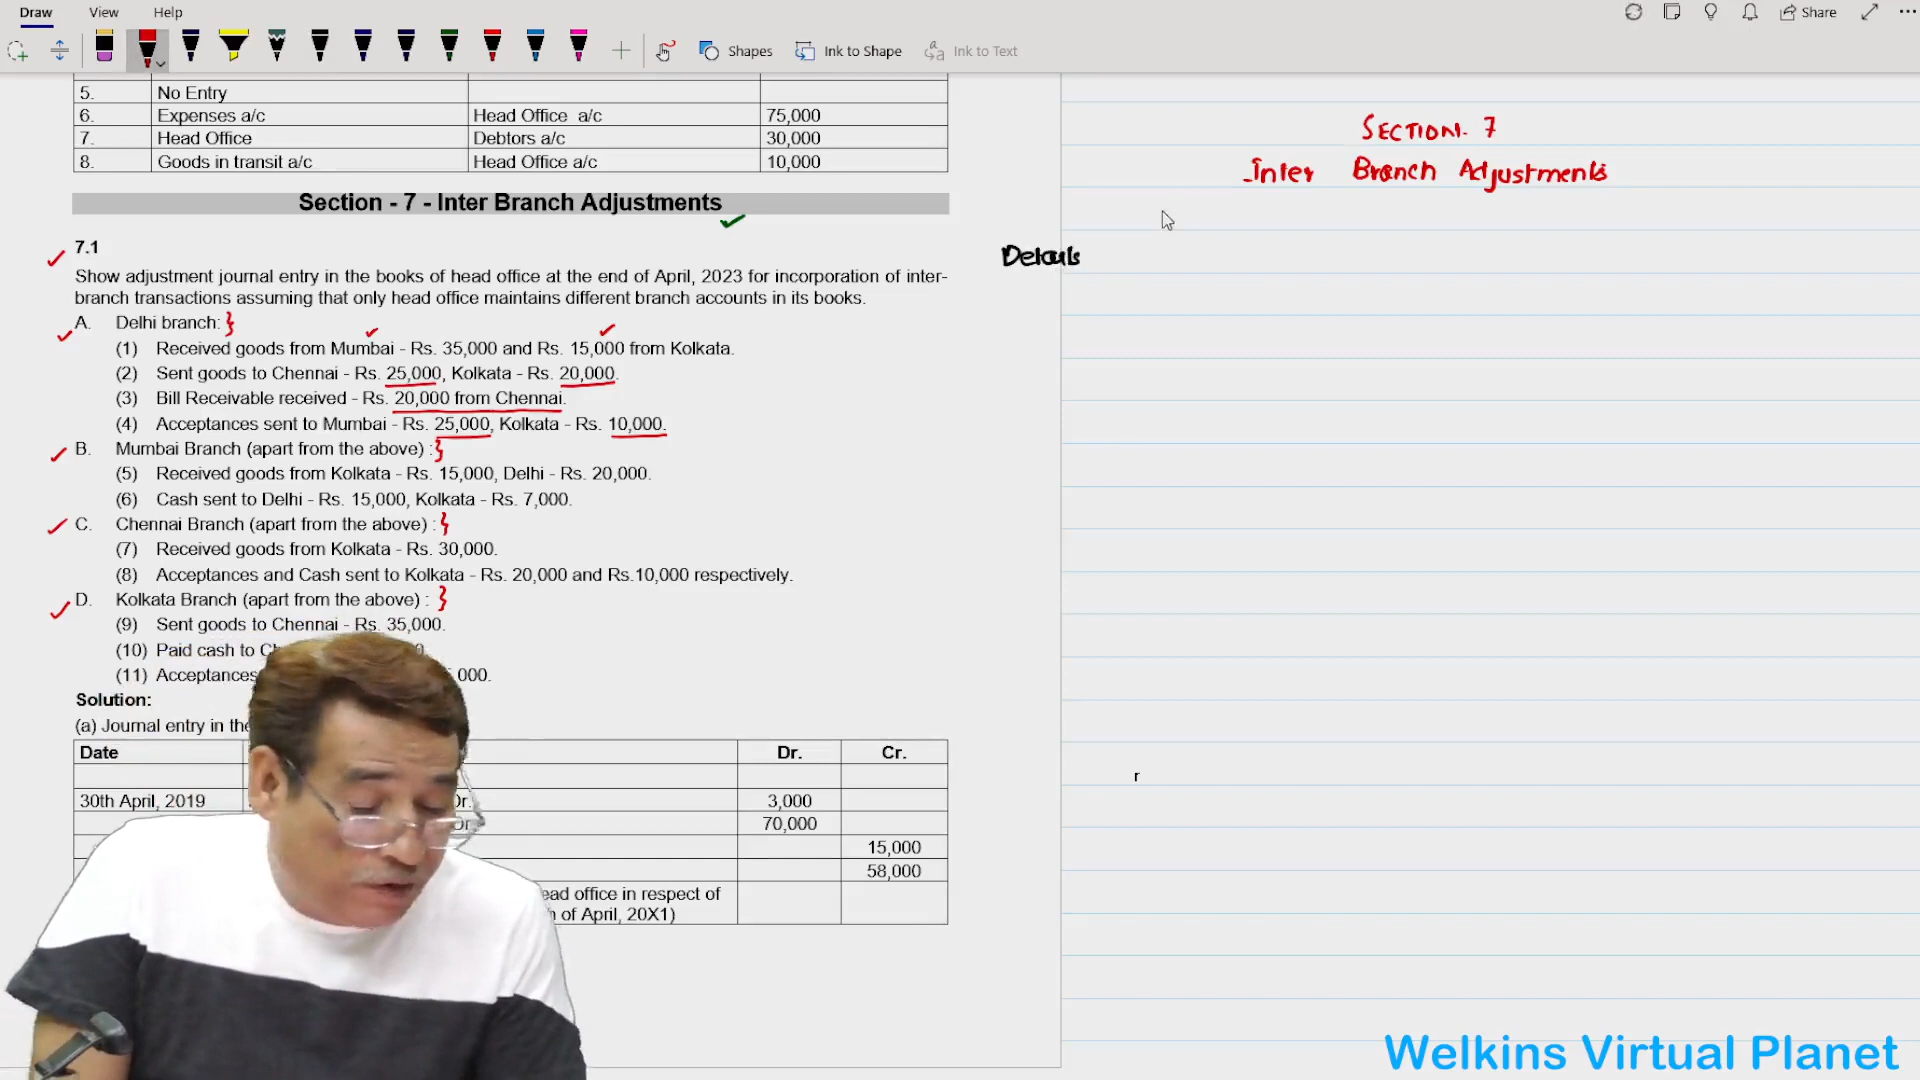 Draw View Help
Shapes Ink to Shape Ink to Text Share
5. No Entry
6. Expenses a/c Head Office a/c 75,000
7. Head Office Debtors a/c 30,000
8. Goods in transit a/c Head Office a/c 10,000
Section - 7 - Inter Branch Adjustments
7.1
Show adjustment journal entry in the books of head office at the end of April, 2023 for incorporation of inter-
branch transactions assuming that only head office maintains different branch accounts in its books.
A. Delhi branch:
(1) Received goods from Mumbai - Rs. 35,000 and Rs. 15,000 from Kolkata.
(2) Sent goods to Chennai - Rs. 25,000, Kolkata - Rs. 20,000.
(3) Bill Receivable received - Rs. 20,000 from Chennai.
(4) Acceptances sent to Mumbai - Rs. 25,000, Kolkata - Rs. 10,000.
B. Mumbai Branch (apart from the above) :
(5) Received goods from Kolkata - Rs. 15,000, Delhi - Rs. 20,000.
(6) Cash sent to Delhi - Rs. 15,000, Kolkata - Rs. 7,000.
C. Chennai Branch (apart from the above) :
(7) Received goods from Kolkata - Rs. 30,000.
(8) Acceptances and Cash sent to Kolkata - Rs. 20,000 and Rs.10,000 respectively.
D. Kolkata Branch (apart from the above) :
(9) Sent goods to Chennai - Rs. 35,000.
(10) Paid cash to
(11) Acceptances 000.
Solution:
(a) Journal entry in the
Date Dr. Cr.
30th April, 2019 Dr. 3,000
70,000
15,000
58,000
ead office in respect of
of April, 20X1)
SECTION. 7
Inter Branch Adjustments
Details
r
Welkins Virtual Planet